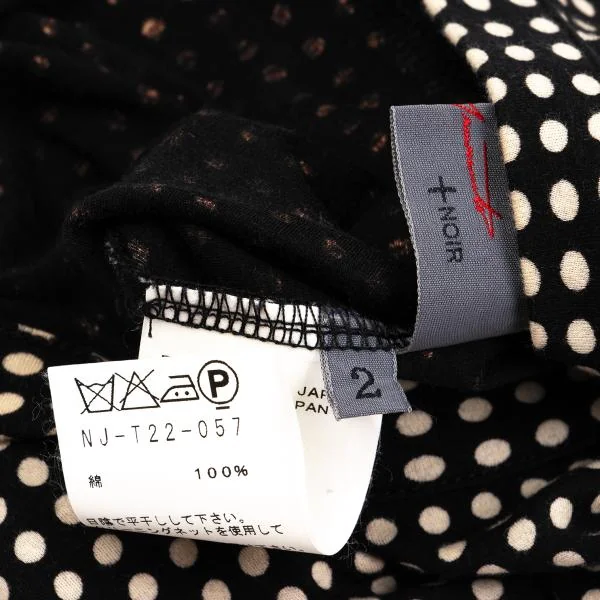 +NOIR
2
JAP
PAN
P
NJ-T22-057
綿 100%
日陰で平干しして下さい。
ングネットを使用して
い。